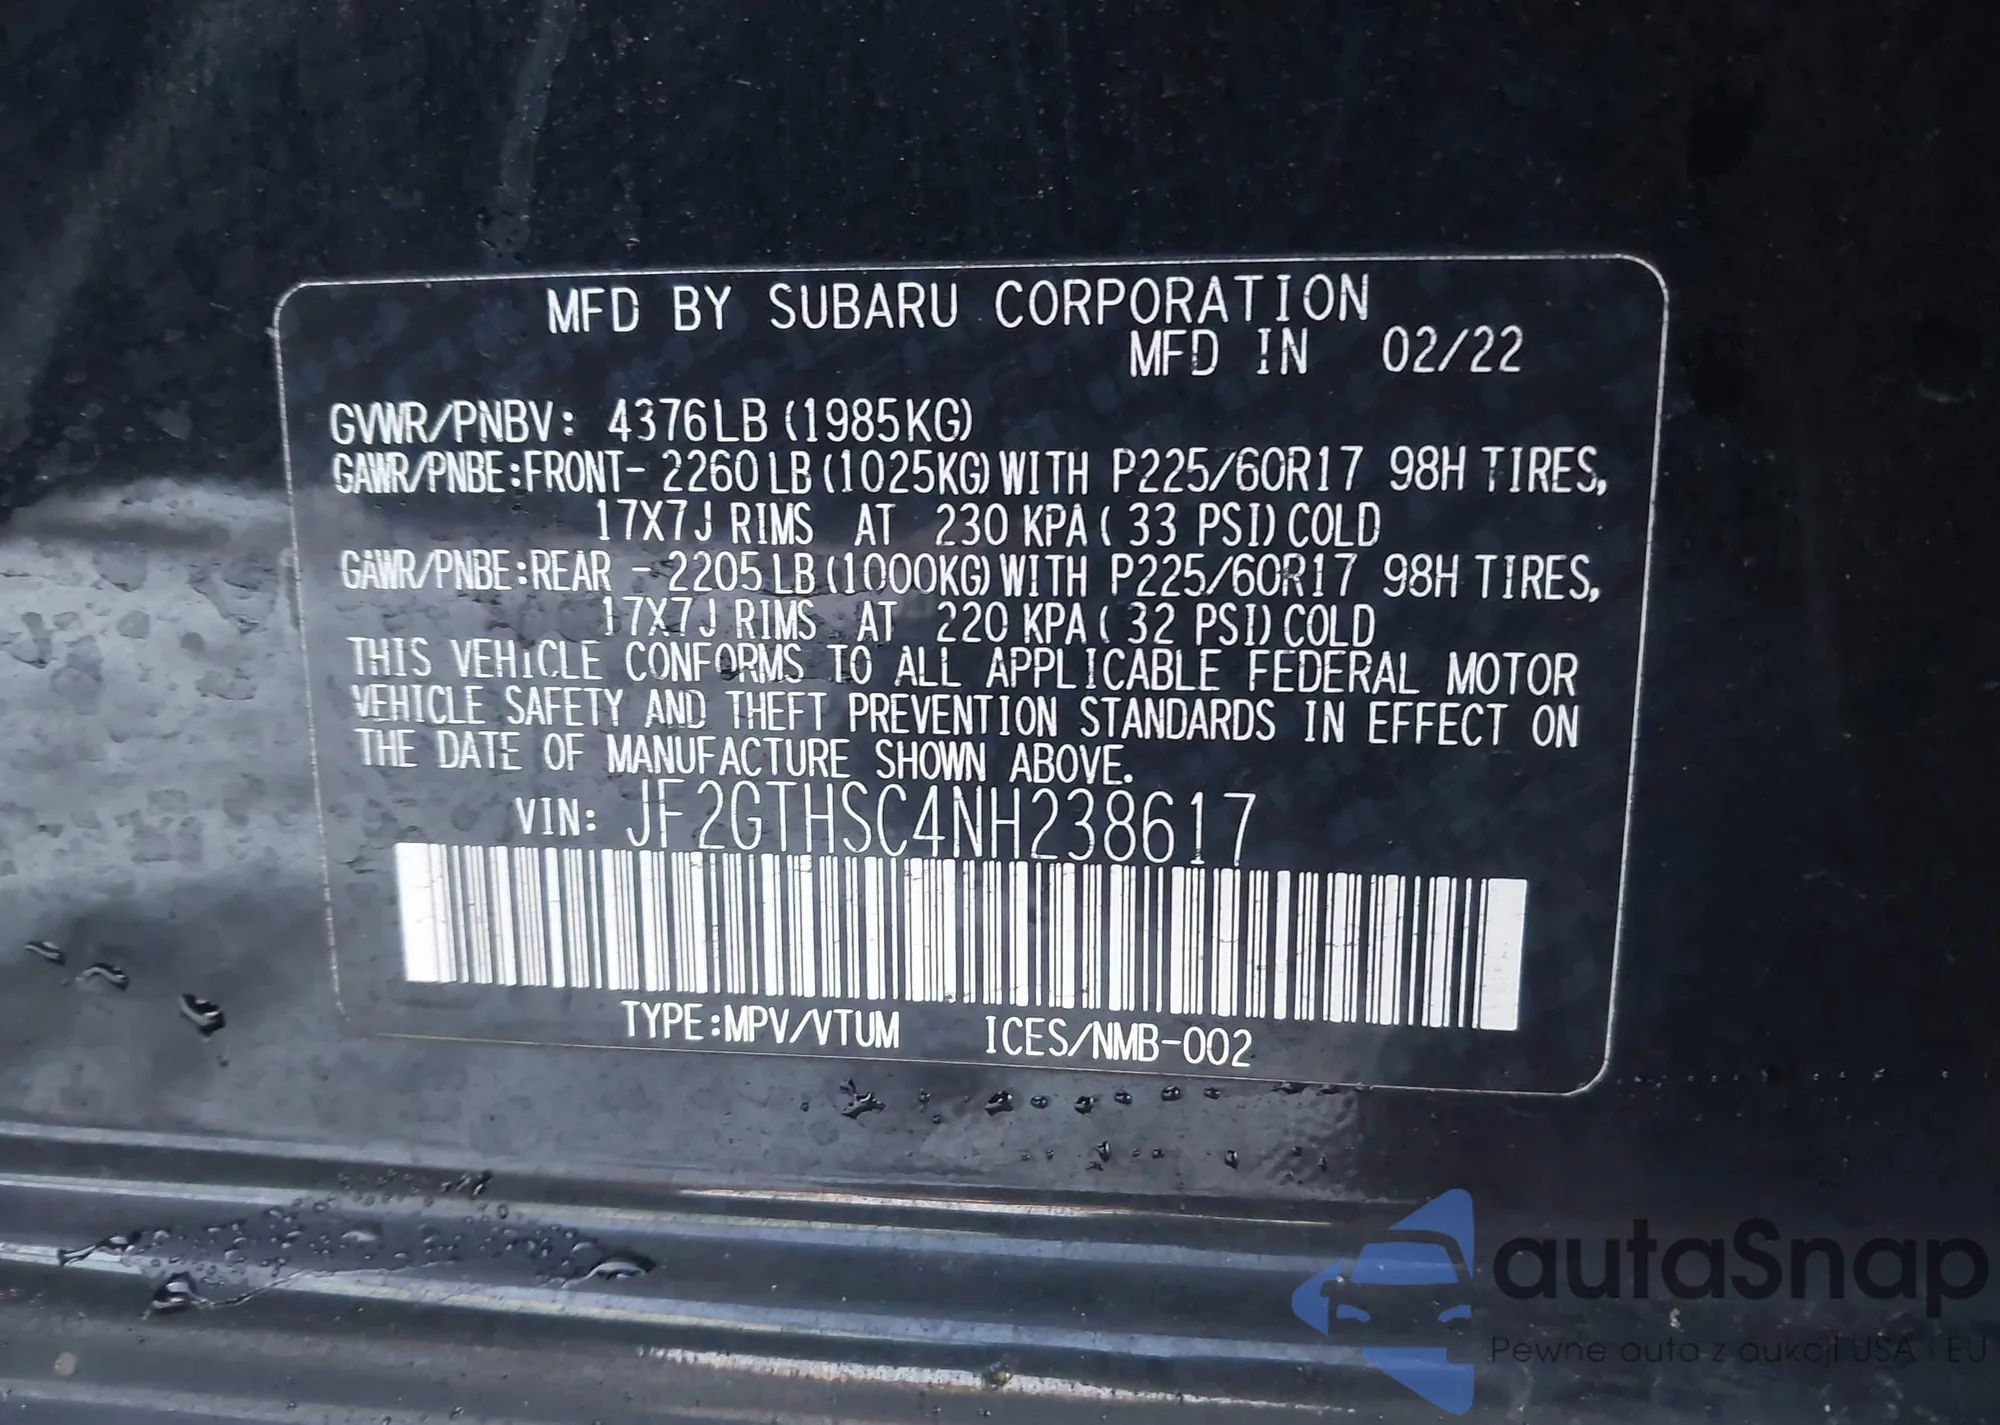 MFD BY SUBARU CORPORATION
MFD IN 02/22
GVWR/PNBV: 4376LB (1985KG)
GAWR/PNBE:FRONT- 2260LB (1025KG) WITH P225/60R17 98H TIRES,
17X7J RIMS AT 230 KPA ( 33 PSI) COLD
GAWR/PNBE:REAR - 2205LB (1000KG) WITH P225/60R17 98H TIRES,
17X7J RIMS AT 220 KPA ( 32 PSI) COLD
THIS VEHICLE CONFORMS TO ALL APPLICABLE FEDERAL MOTOR
VEHICLE SAFETY AND THEFT PREVENTION STANDARDS IN EFFECT ON
THE DATE OF MANUFACTURE SHOWN ABOVE.
VIN: JF2GTHSC4NH238617
TYPE:MPV/VTUM ICES/NMB-002
autaSnap
Pewne auta z aukcji USA i EU